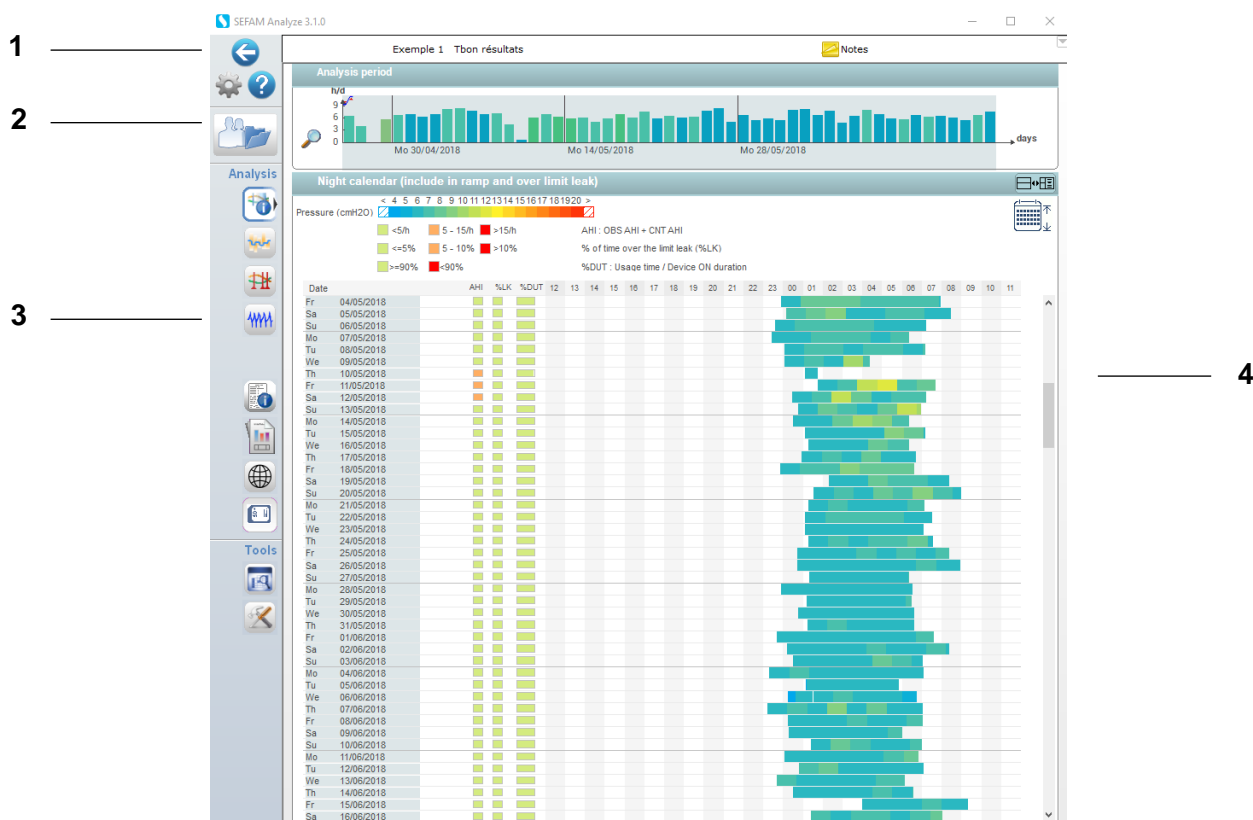 SEFAM Analyze 3.1.0
1
Exemple 1 Tbon résultats
Notes
Analysis period
h/d
9
6
3
0
days
Mo 30/04/2018
Mo 14/05/2018
Mo 28/05/2018
2
Analysis
Night calendar (include in ramp and over limit leak)
< 4 5 6 7 8 9 10 11 12 13 14 15 16 17 18 19 20 >
Pressure (cmH2O)
<5/h 5 - 15/h >15/h AHI : OBS AHI + CNT AHI
<=5% 5 - 10% >10% % of time over the limit leak (%LK)
>=90% <90% %DUT : Usage time / Device ON duration
Date AHI %LK %DUT 12 13 14 15 16 17 18 19 20 21 22 23 00 01 02 03 04 05 06 07 08 09 10 11
Fr 04/05/2018
Sa 05/05/2018
3
Su 06/05/2018
Mo 07/05/2018
Tu 08/05/2018
We 09/05/2018
Th 10/05/2018
4
Fr 11/05/2018
Sa 12/05/2018
Su 13/05/2018
Mo 14/05/2018
Tu 15/05/2018
We 16/05/2018
Th 17/05/2018
Fr 18/05/2018
Sa 19/05/2018
Su 20/05/2018
Mo 21/05/2018
Tu 22/05/2018
We 23/05/2018
Th 24/05/2018
Fr 25/05/2018
Sa 26/05/2018
Su 27/05/2018
Mo 28/05/2018
Tu 29/05/2018
We 30/05/2018
Th 31/05/2018
Fr 01/06/2018
Sa 02/06/2018
Su 03/06/2018
Mo 04/06/2018
Tu 05/06/2018
We 06/06/2018
Th 07/06/2018
Fr 08/06/2018
Sa 09/06/2018
Su 10/06/2018
Mo 11/06/2018
Tu 12/06/2018
We 13/06/2018
Th 14/06/2018
Fr 15/06/2018
Sa 16/06/2018
Tools